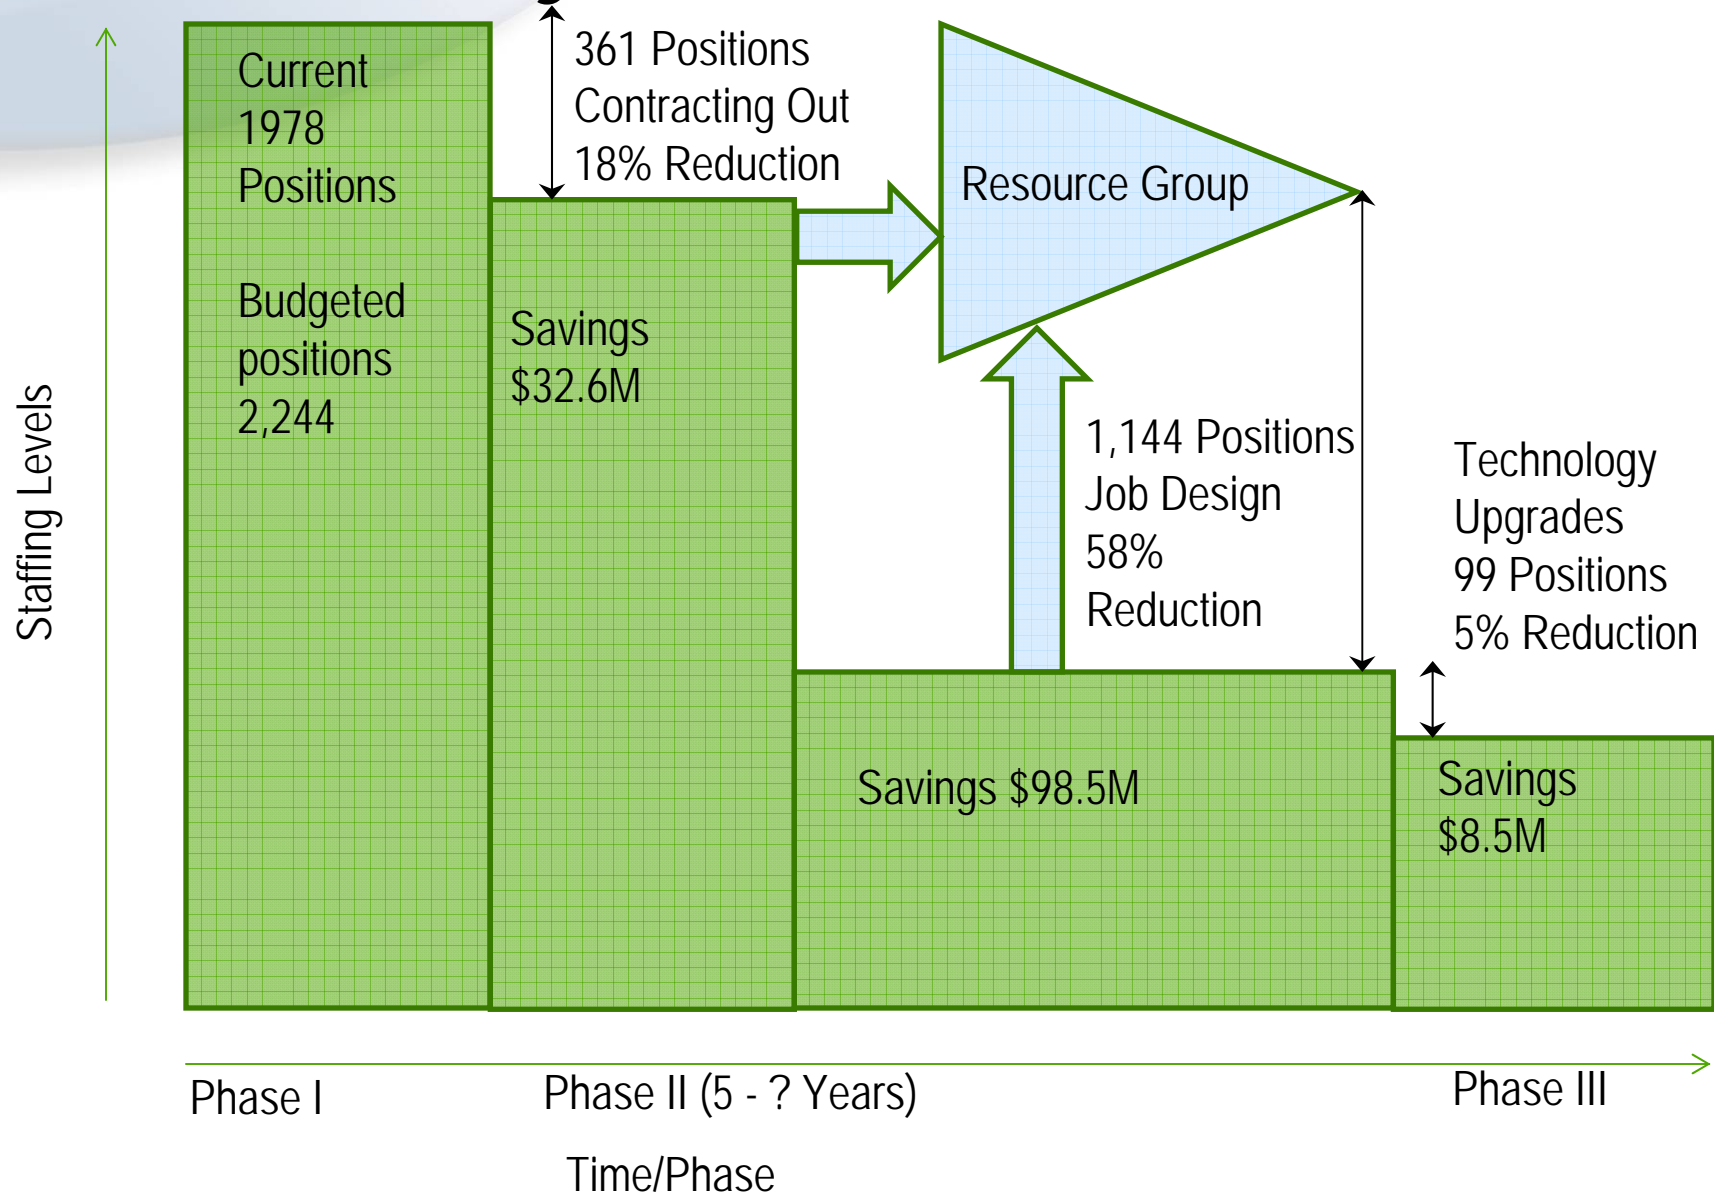 Current
1978
Positions
Budgeted
positions
2,244
361 Positions
Contracting Out
18% Reduction
Resource Group
Savings
$32.6M
1,144 Positions
Job Design
58%
Reduction
Technology
Upgrades
99 Positions
5% Reduction
Savings $98.5M
Savings
$8.5M
Staffing Levels
Phase I
Phase II (5 - ? Years)
Phase III
Time/Phase